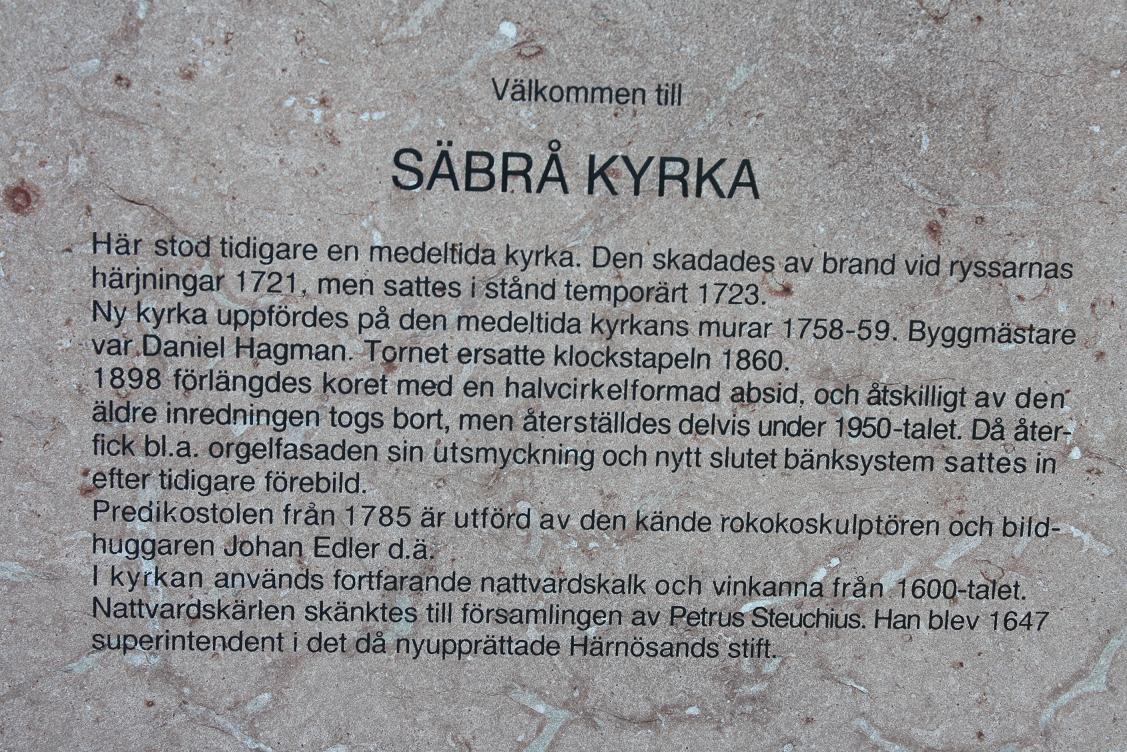 Välkommen till
SÄBRÅ KYRKA
Här stod tidigare en medeltida kyrka. Den skadades av brand vid ryssarnas
härjningar 1721, men sattes i stånd temporärt 1723.
Ny kyrka uppfördes på den medeltida kyrkans murar 1758-59. Byggmästare
var Daniel Hagman. Tornet ersatte klockstapeln 1860.
1898 förlängdes koret med en halvcirkelformad absid, och åtskilligt av den
äldre inredningen togs bort, men återställdes delvis under 1950-talet. Då åter-
fick bl.a. orgelfasaden sin utsmyckning och nytt slutet bänksystem sattes in
efter tidigare förebild.
Predikostolen från 1785 är utförd av den kände rokokoskulptören och bild-
huggaren Johan Edler d.ä.
I kyrkan används fortfarande nattvardskalk och vinkanna från 1600-talet.
Nattvardskärlen skänktes till församlingen av Petrus Steuchius. Han blev 1647
superintendent i det då nyupprättade Härnösands stift.